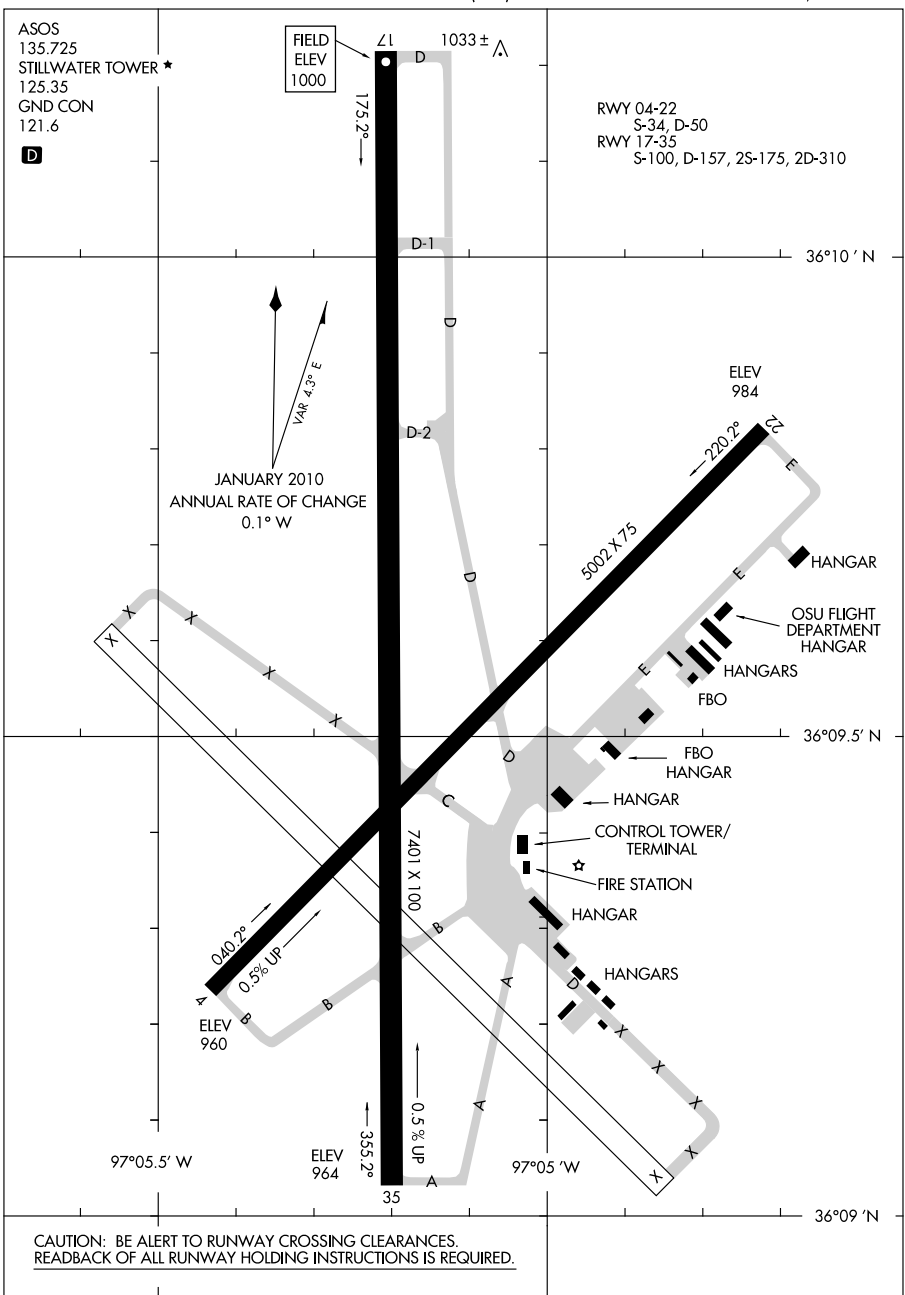 ASOS
135.725
STILLWATER TOWER ★
125.35
GND CON
121.6
D
FIELD
ELEV
1000
17
1033 ±
D
175.2°
RWY 04-22
S-34, D-50
RWY 17-35
S-100, D-157, 2S-175, 2D-310
D-1
36°10 ' N
D
VAR 4.3° E
JANUARY 2010
ANNUAL RATE OF CHANGE
0.1° W
D-2
ELEV
984
22
220.2°
E
5002 X 75
HANGAR
E
D
OSU FLIGHT
DEPARTMENT
HANGAR
X
X
X
X
X
E
HANGARS
FBO
X
D
36°09.5' N
FBO
HANGAR
C
HANGAR
7401 X 100
CONTROL TOWER/
TERMINAL
FIRE STATION
HANGAR
B
040.2°
0.5% UP
HANGARS
A
D
4
B
B
ELEV
960
X
X
X
X
A
0.5 % UP
355.2°
97°05.5' W
ELEV
964
97°05 'W
X
A
35
36°09 'N
CAUTION: BE ALERT TO RUNWAY CROSSING CLEARANCES.
READBACK OF ALL RUNWAY HOLDING INSTRUCTIONS IS REQUIRED.